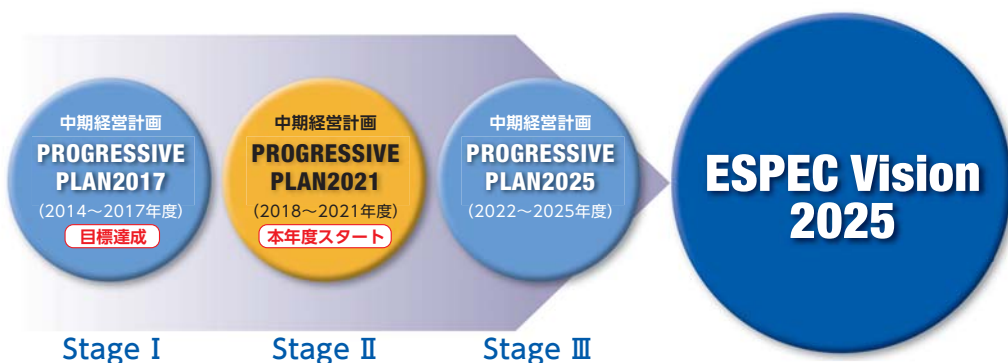 中期経営計画
PROGRESSIVE
PLAN2017
(2014～2017年度)
目標達成
Stage Ⅰ
中期経営計画
PROGRESSIVE
PLAN2021
(2018～2021年度)
本年度スタート
Stage Ⅱ
中期経営計画
PROGRESSIVE
PLAN2025
(2022～2025年度)
Stage Ⅲ
ESPEC Vision
2025